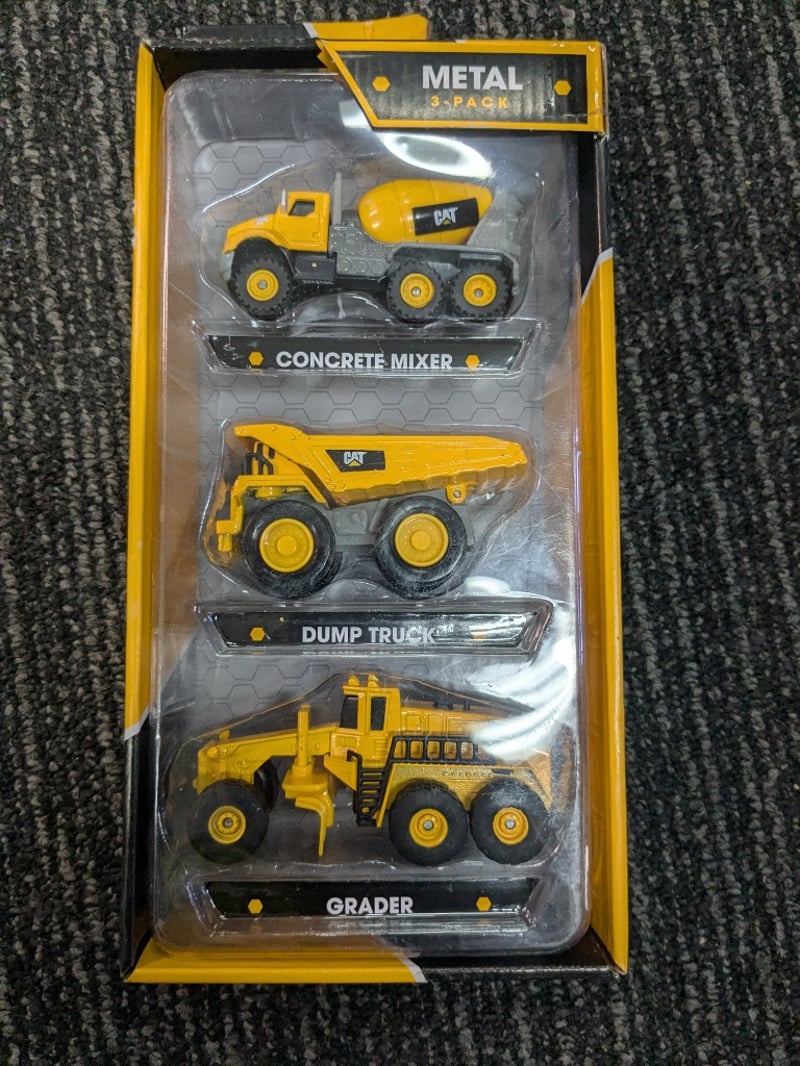 METAL
3-PACK
CAT
CONCRETE MIXER
CAT
DUMP TRUCK
GRADER